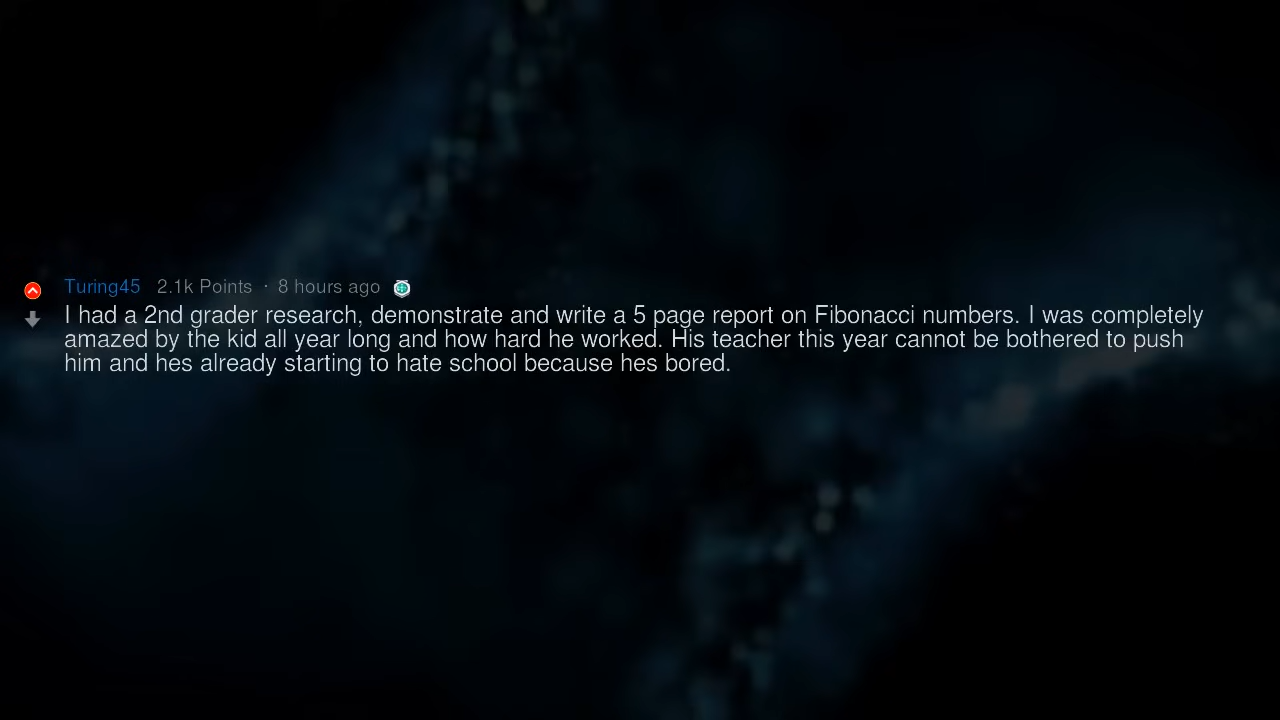 Turing45 2.1k Points · 8 hours ago
I had a 2nd grader research, demonstrate and write a 5 page report on Fibonacci numbers. I was completely
amazed by the kid all year long and how hard he worked. His teacher this year cannot be bothered to push
him and hes already starting to hate school because hes bored.